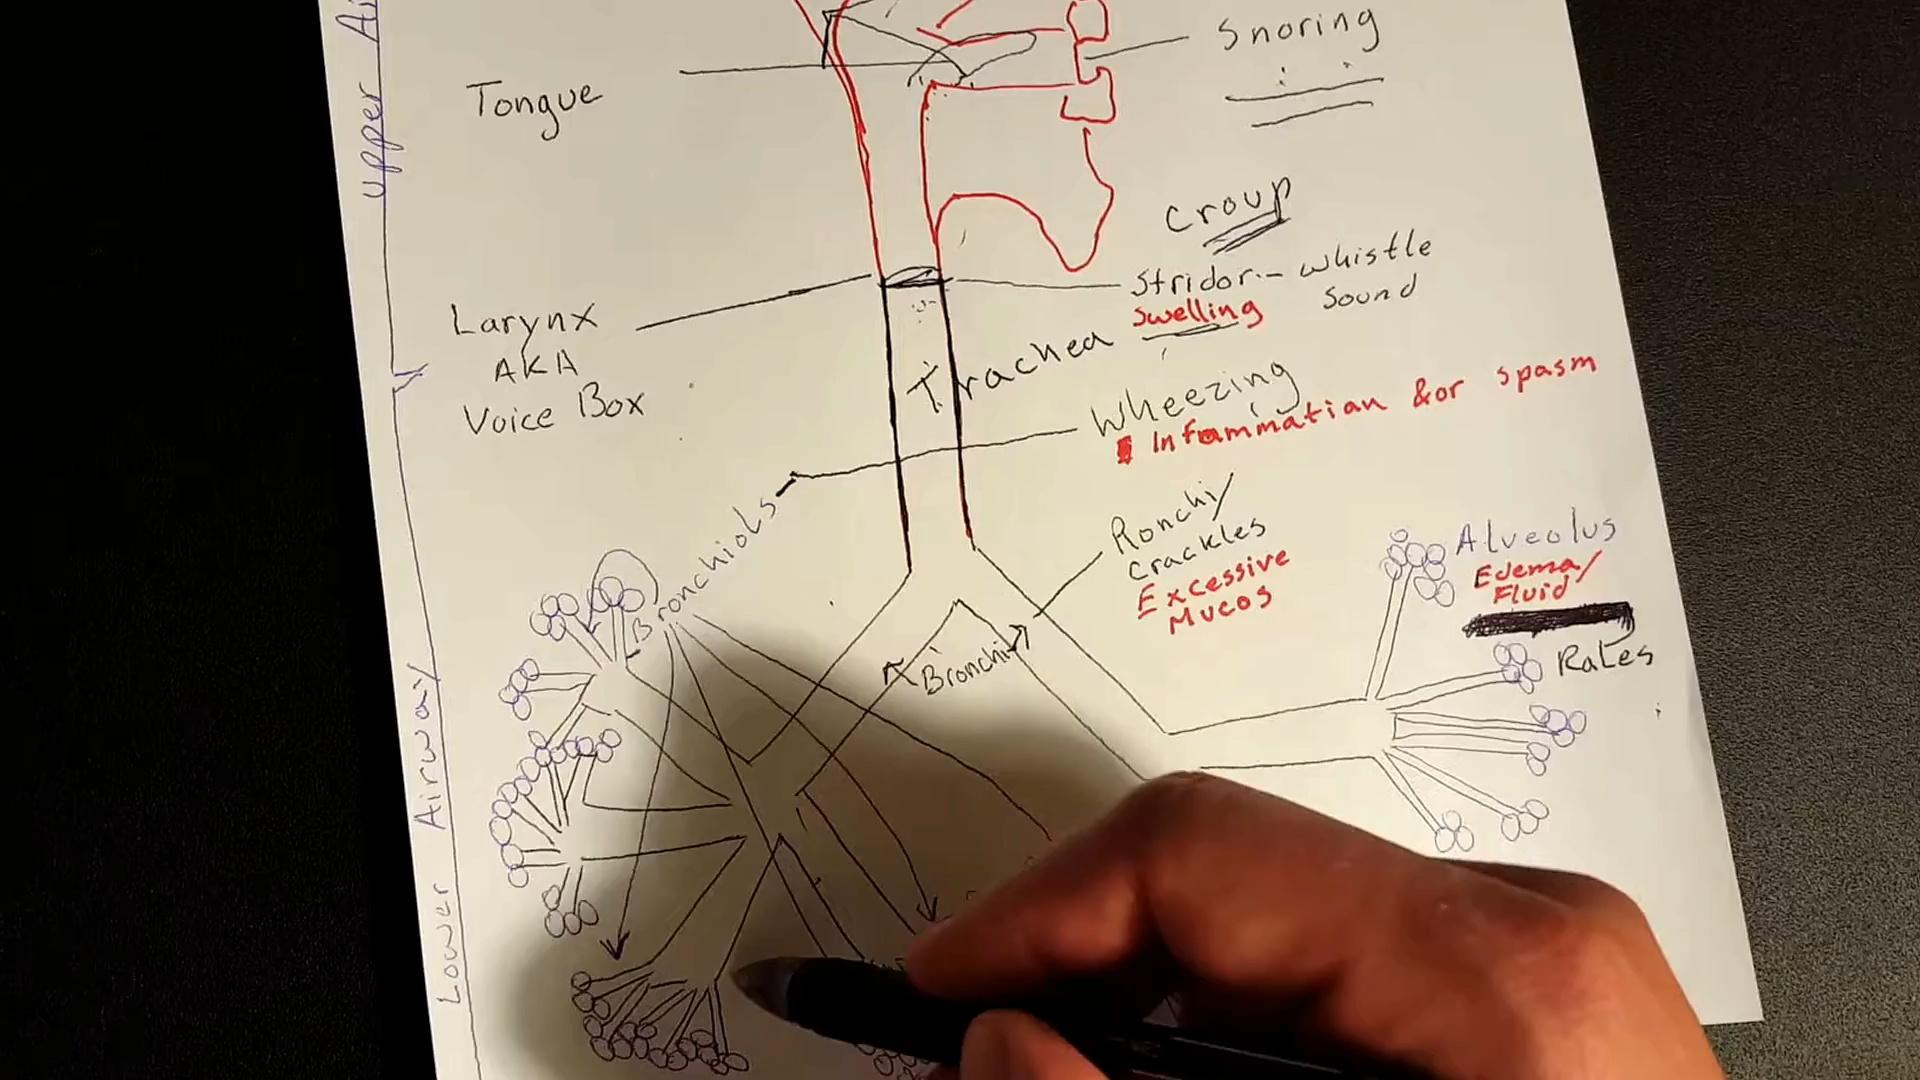 Upper Ai
Snoring
Tongue
Croup
Stridor - whistle
Sound
Swelling
Larynx
AKA
Voice Box
Trachea
Wheezing
Infammatian &or spasm
Bronchiols
Ronchi/
crackles
Excessive
Mucos
Alveolus
Edema/
Fluid
Rales
Bronchi
Lower Airway